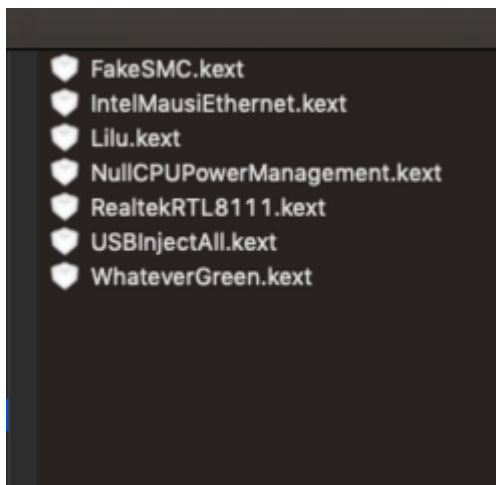 FakeSMC.kext
IntelMausiEthernet.kext
Lilu.kext
NullCPUPowerManagement.kext
RealtekRTL8111.kext
USBInjectAll.kext
WhateverGreen.kext